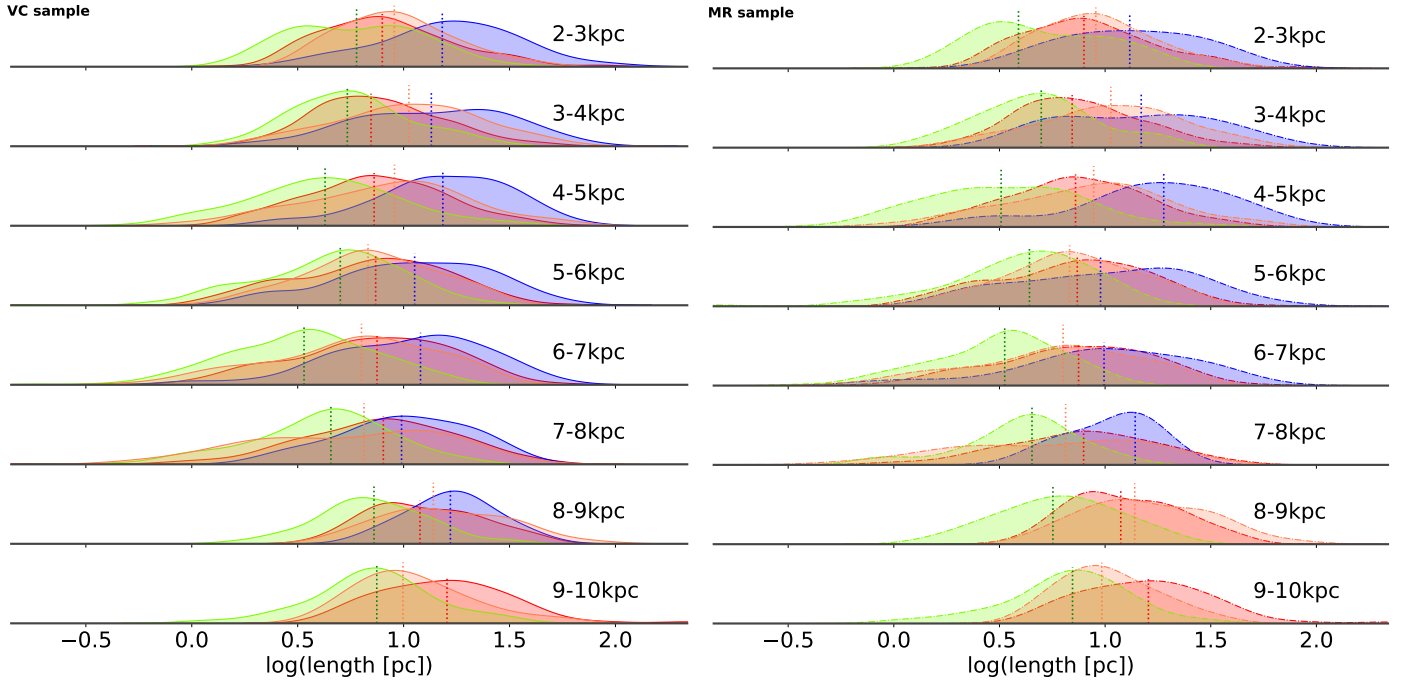 VC sample
2-3kpc
3-4kpc
4-5kpc
5-6kpc
6-7kpc
7-8kpc
8-9kpc
9-10kpc
−0.5 0.0 0.5 1.0 1.5 2.0
log(length [pc])
MR sample
2-3kpc
3-4kpc
4-5kpc
5-6kpc
6-7kpc
7-8kpc
8-9kpc
9-10kpc
−0.5 0.0 0.5 1.0 1.5 2.0
log(length [pc])